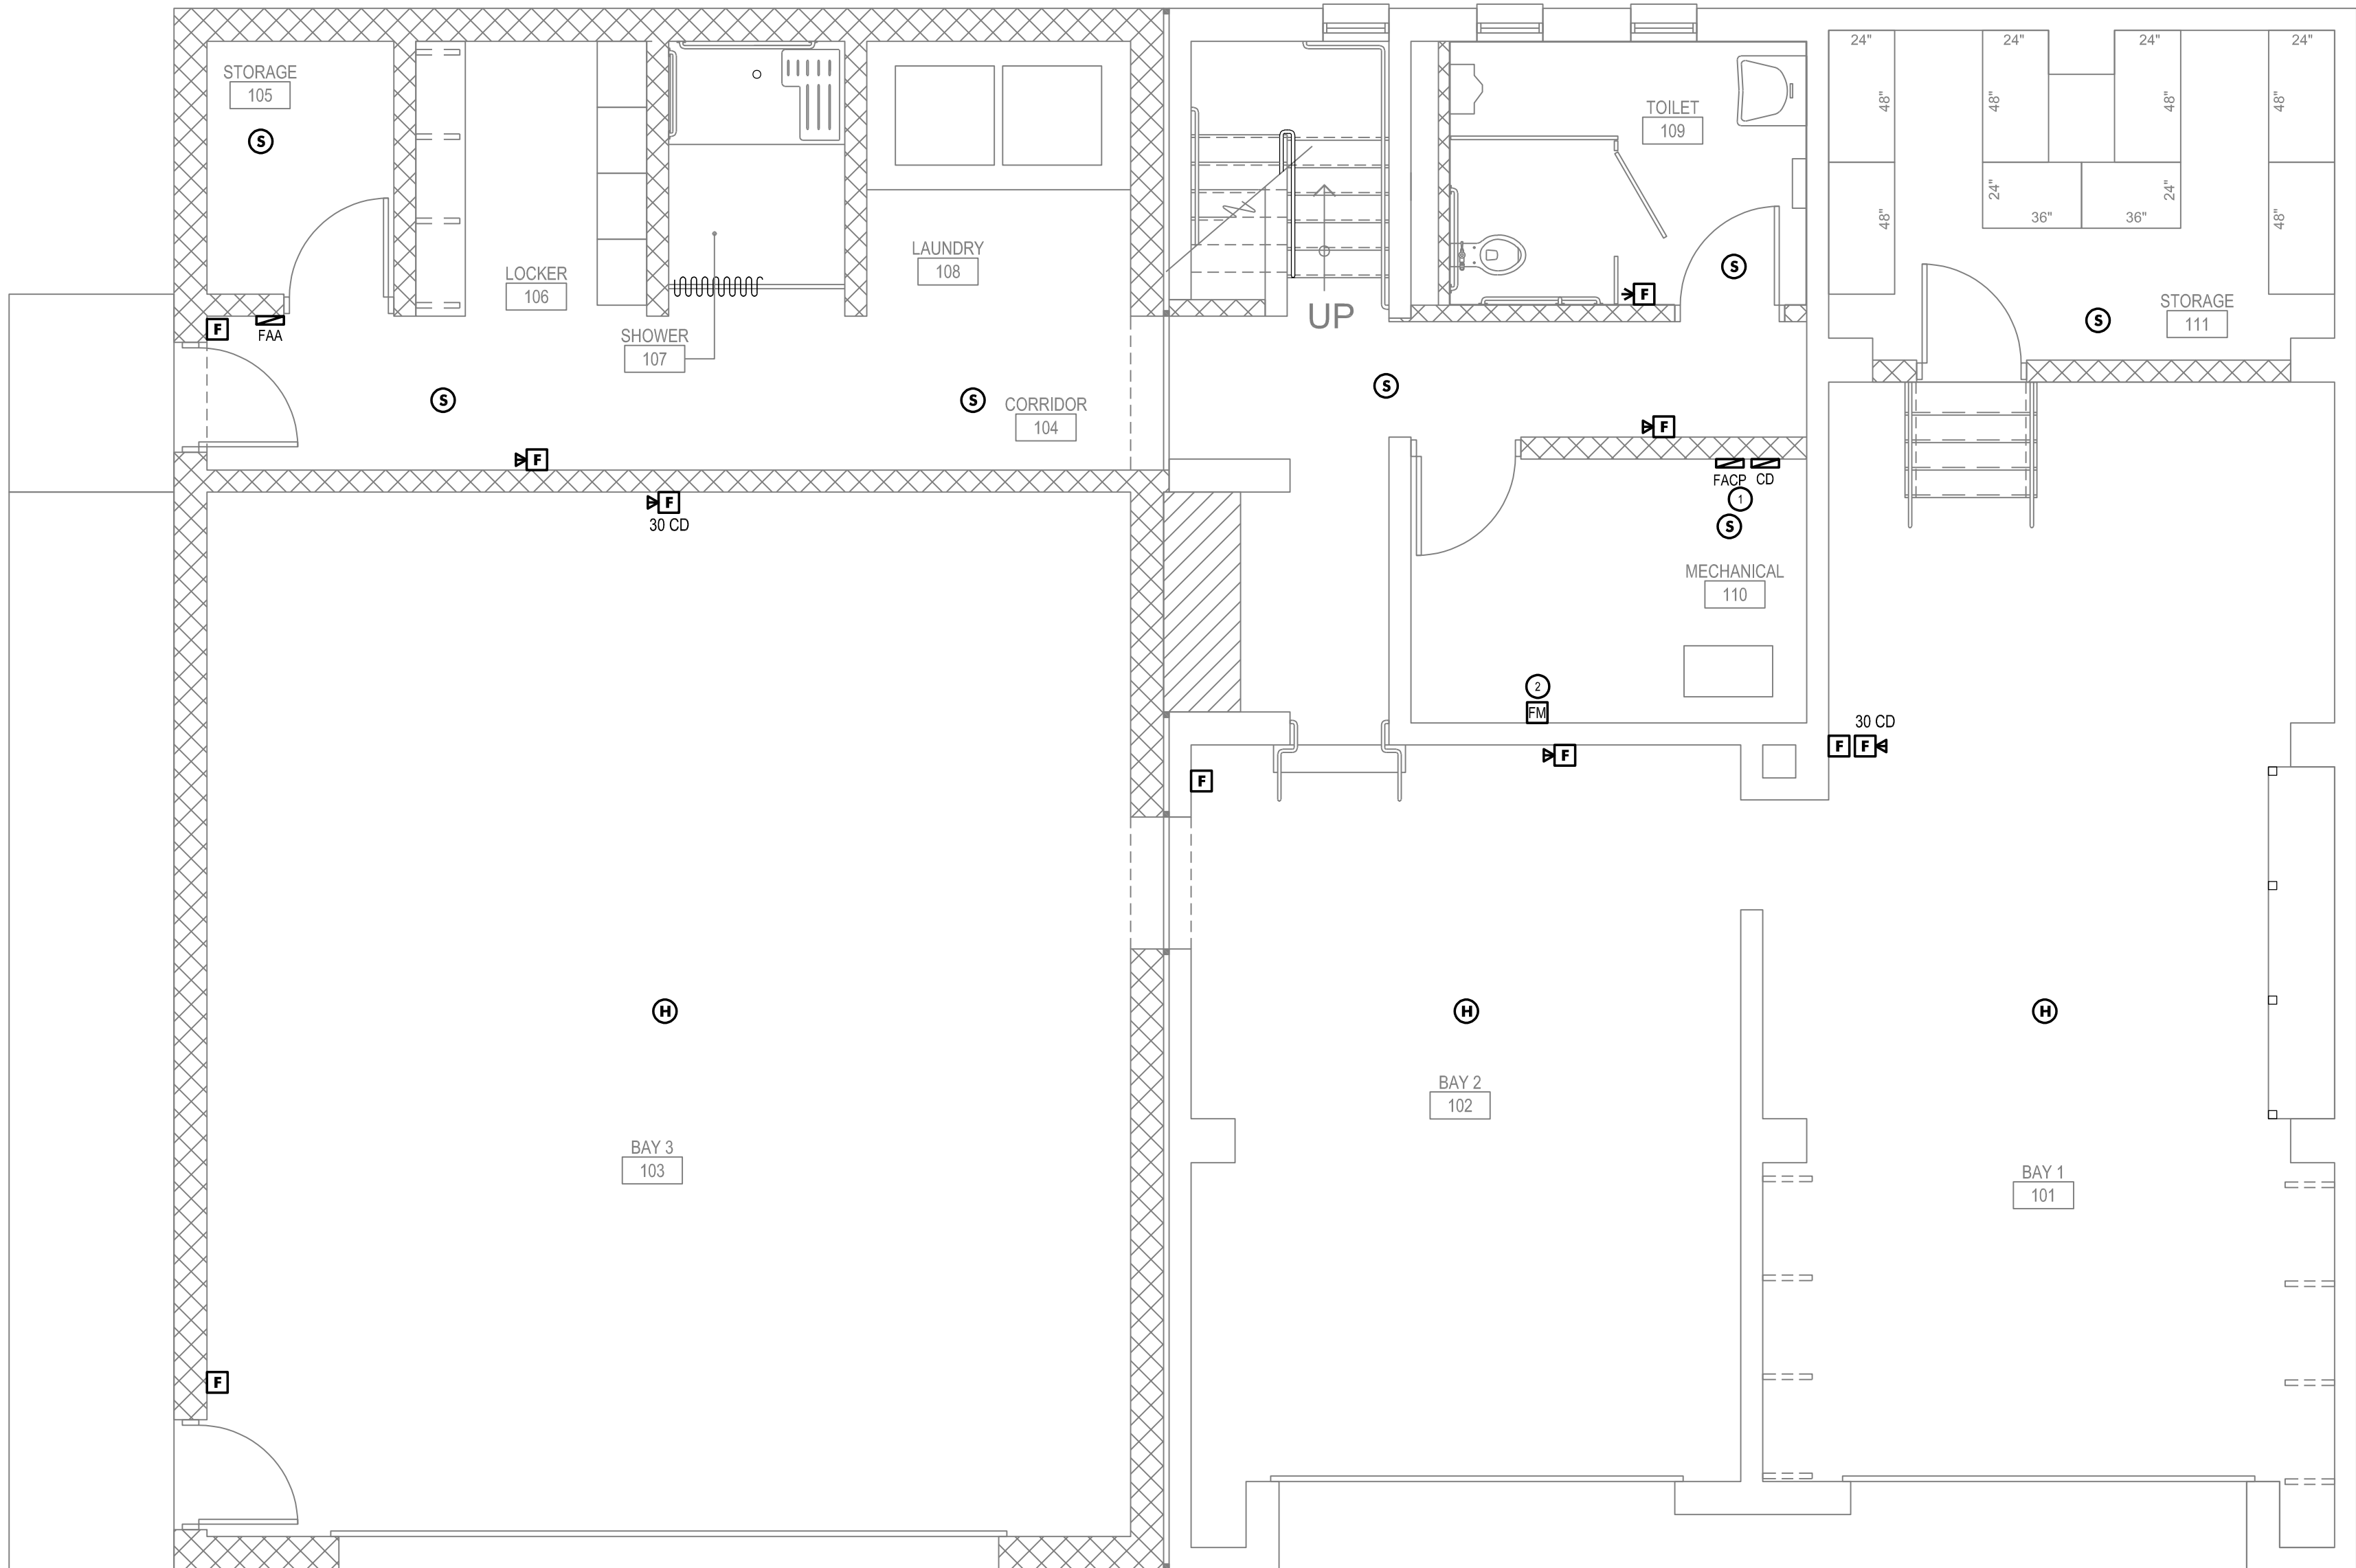 24"
24"
24"
24"
STORAGE
105
S
48"
48"
48"
48"
TOILET
109
24"
24"
36"
36"
48"
48"
LAUNDRY
108
LOCKER
106
S
F
STORAGE
111
S
UP
F
FAA
SHOWER
107
S
S
S
CORRIDOR
104
F
F
FACP
CD
1
F
30 CD
S
MECHANICAL
110
2
FM
30 CD
F
F
F
F
H
H
H
BAY 2
102
BAY 3
103
BAY 1
101
F